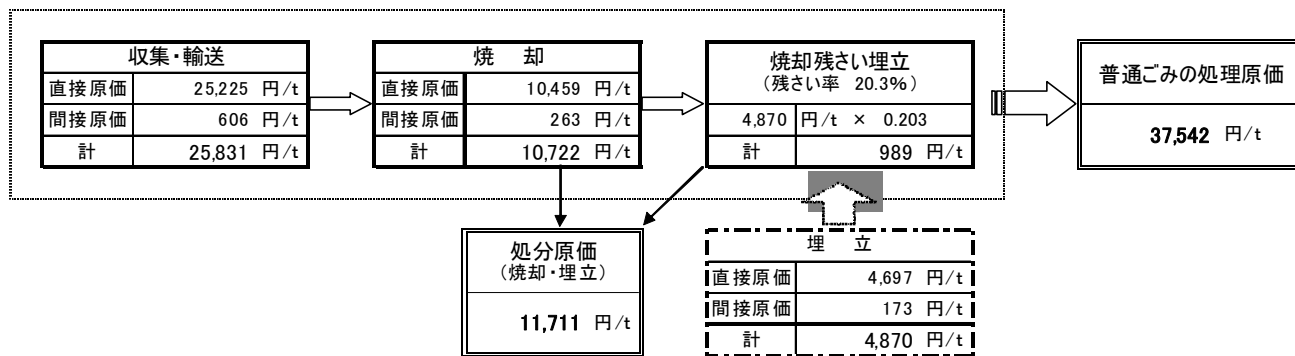 収集・輸送
直接原価 25,225 円/t
間接原価 606 円/t
計 25,831 円/t
焼 却
直接原価 10,459 円/t
間接原価 263 円/t
計 10,722 円/t
焼却残さい埋立
(残さい率 20.3%)
4,870 円/t × 0.203
計 989 円/t
普通ごみの処理原価
37,542 円/t
処分原価
(焼却・埋立)
11,711 円/t
埋 立
直接原価 4,697 円/t
間接原価 173 円/t
計 4,870 円/t